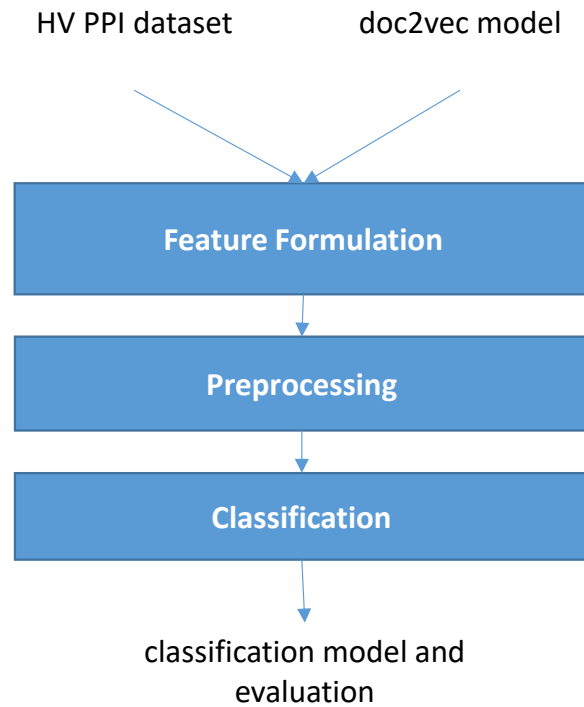 HV PPI dataset
doc2vec model
Feature Formulation
Preprocessing
Classification
classification model and
evaluation